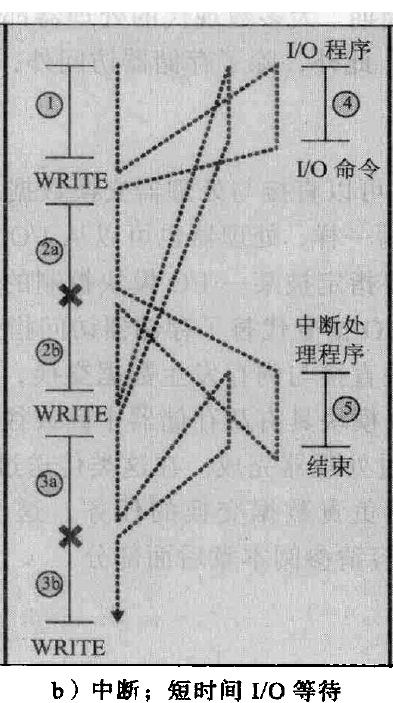 I/O 程序
①
④
WRITE
I/O 命令
2a
中断处
理程序
2b
⑤
WRITE
结束
3a
3b
WRITE
b）中断；短时间 I/O 等待